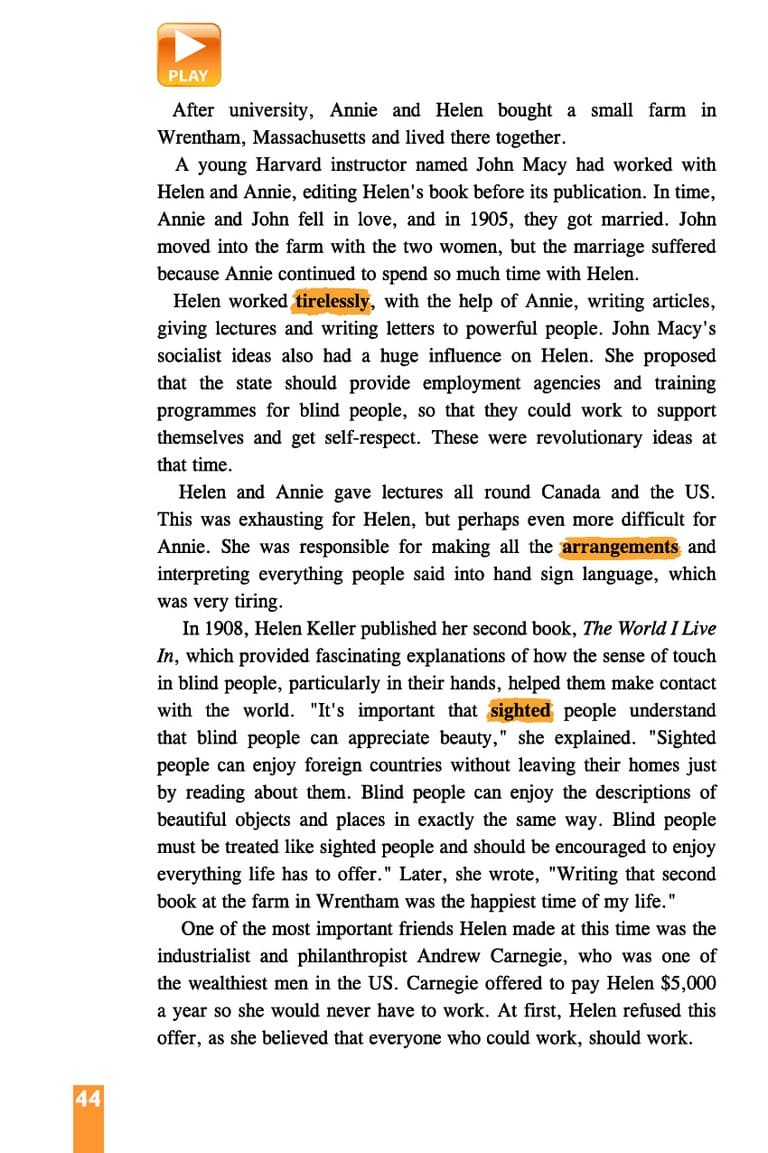 PLAY
After university, Annie and Helen bought a small farm in
Wrentham, Massachusetts and lived there together.
A young Harvard instructor named John Macy had worked with
Helen and Annie, editing Helen's book before its publication. In time,
Annie and John fell in love, and in 1905, they got married. John
moved into the farm with the two women, but the marriage suffered
because Annie continued to spend so much time with Helen.
Helen worked tirelessly, with the help of Annie, writing articles,
giving lectures and writing letters to powerful people. John Macy's
socialist ideas also had a huge influence on Helen. She proposed
that the state should provide employment agencies and training
programmes for blind people, so that they could work to support
themselves and get self-respect. These were revolutionary ideas at
that time.
Helen and Annie gave lectures all round Canada and the US.
This was exhausting for Helen, but perhaps even more difficult for
Annie. She was responsible for making all the arrangements and
interpreting everything people said into hand sign language, which
was very tiring.
In 1908, Helen Keller published her second book, The World I Live
In, which provided fascinating explanations of how the sense of touch
in blind people, particularly in their hands, helped them make contact
with the world. "It's important that sighted people understand
that blind people can appreciate beauty," she explained. "Sighted
people can enjoy foreign countries without leaving their homes just
by reading about them. Blind people can enjoy the descriptions of
beautiful objects and places in exactly the same way. Blind people
must be treated like sighted people and should be encouraged to enjoy
everything life has to offer." Later, she wrote, "Writing that second
book at the farm in Wrentham was the happiest time of my life."
One of the most important friends Helen made at this time was the
industrialist and philanthropist Andrew Carnegie, who was one of
the wealthiest men in the US. Carnegie offered to pay Helen $5,000
a year so she would never have to work. At first, Helen refused this
offer, as she believed that everyone who could work, should work.
44